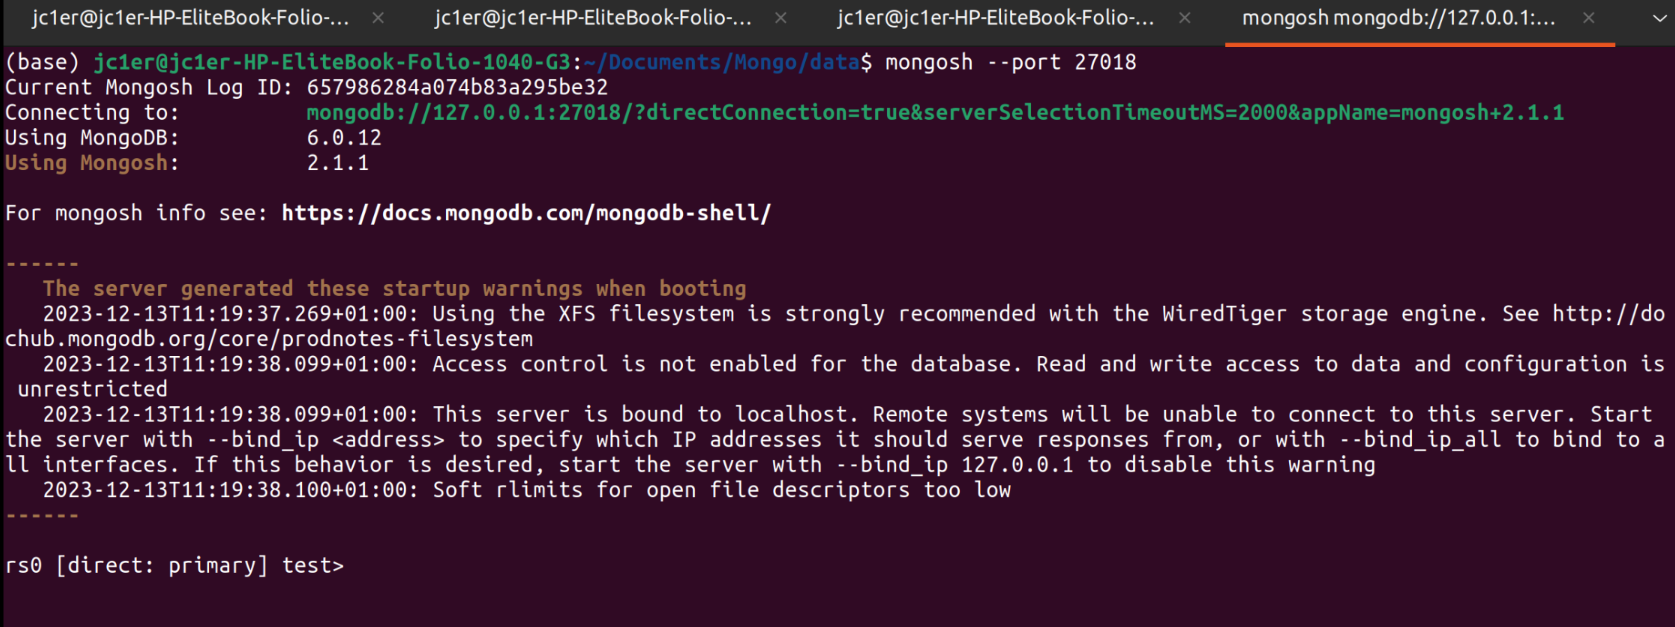 jc1er@jc1er-HP-EliteBook-Folio-... × jc1er@jc1er-HP-EliteBook-Folio-... × jc1er@jc1er-HP-EliteBook-Folio-... × mongosh mongodb://127.0.0.1:... ×
(base) jc1er@jc1er-HP-EliteBook-Folio-1040-G3:~/Documents/Mongo/data$ mongosh --port 27018
Current Mongosh Log ID: 657986284a074b83a295be32
Connecting to: mongodb://127.0.0.1:27018/?directConnection=true&serverSelectionTimeoutMS=2000&appName=mongosh+2.1.1
Using MongoDB: 6.0.12
Using Mongosh: 2.1.1
For mongosh info see: https://docs.mongodb.com/mongodb-shell/
------
The server generated these startup warnings when booting
2023-12-13T11:19:37.269+01:00: Using the XFS filesystem is strongly recommended with the WiredTiger storage engine. See http://do
chub.mongodb.org/core/prodnotes-filesystem
2023-12-13T11:19:38.099+01:00: Access control is not enabled for the database. Read and write access to data and configuration is
unrestricted
2023-12-13T11:19:38.099+01:00: This server is bound to localhost. Remote systems will be unable to connect to this server. Start
the server with --bind_ip <address> to specify which IP addresses it should serve responses from, or with --bind_ip_all to bind to a
ll interfaces. If this behavior is desired, start the server with --bind_ip 127.0.0.1 to disable this warning
2023-12-13T11:19:38.100+01:00: Soft rlimits for open file descriptors too low
------
rs0 [direct: primary] test>